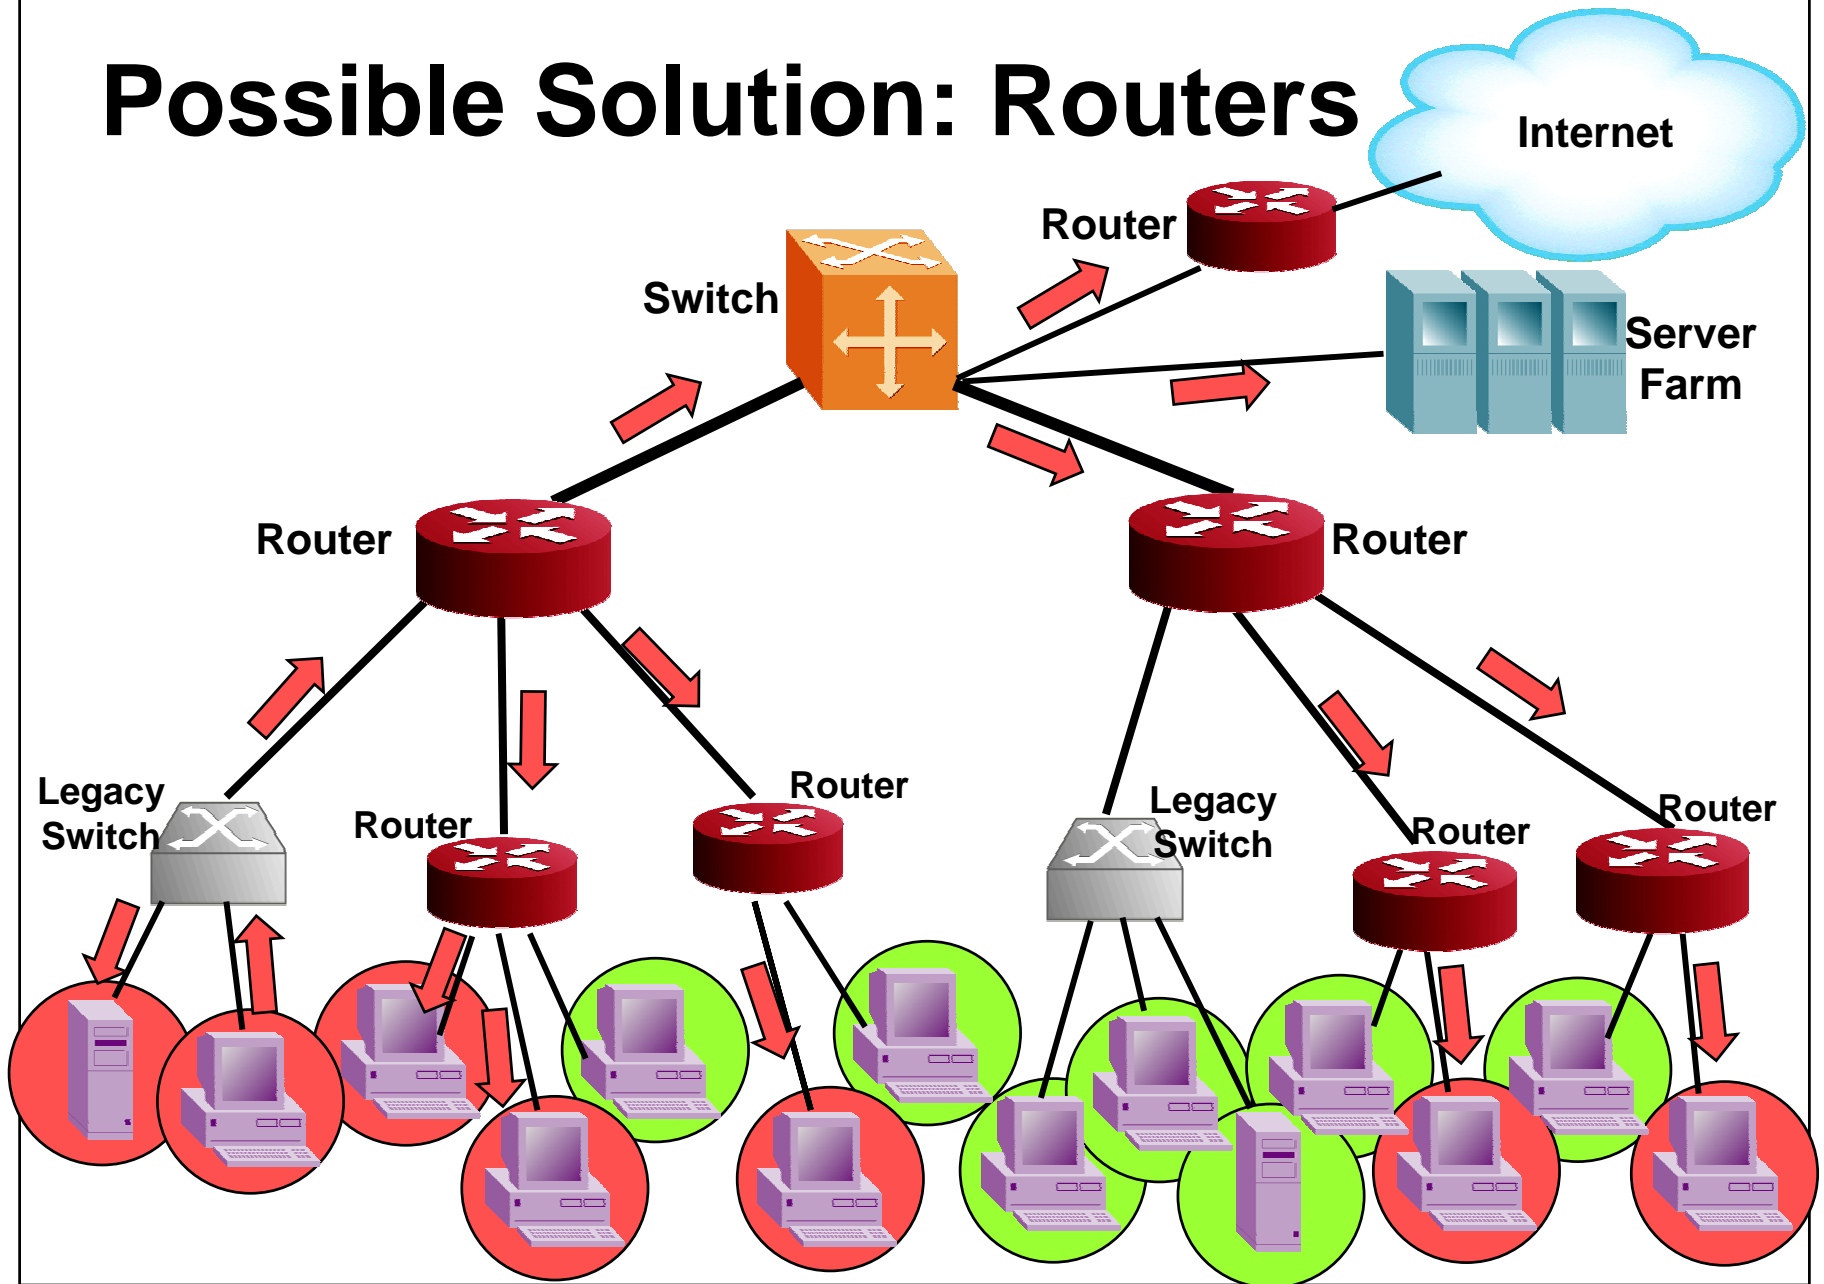 Possible Solution: Routers
Internet
Router
Switch
Server
Farm
Router
Router
Legacy
Switch
Router
Router
Legacy
Switch
Router
Router